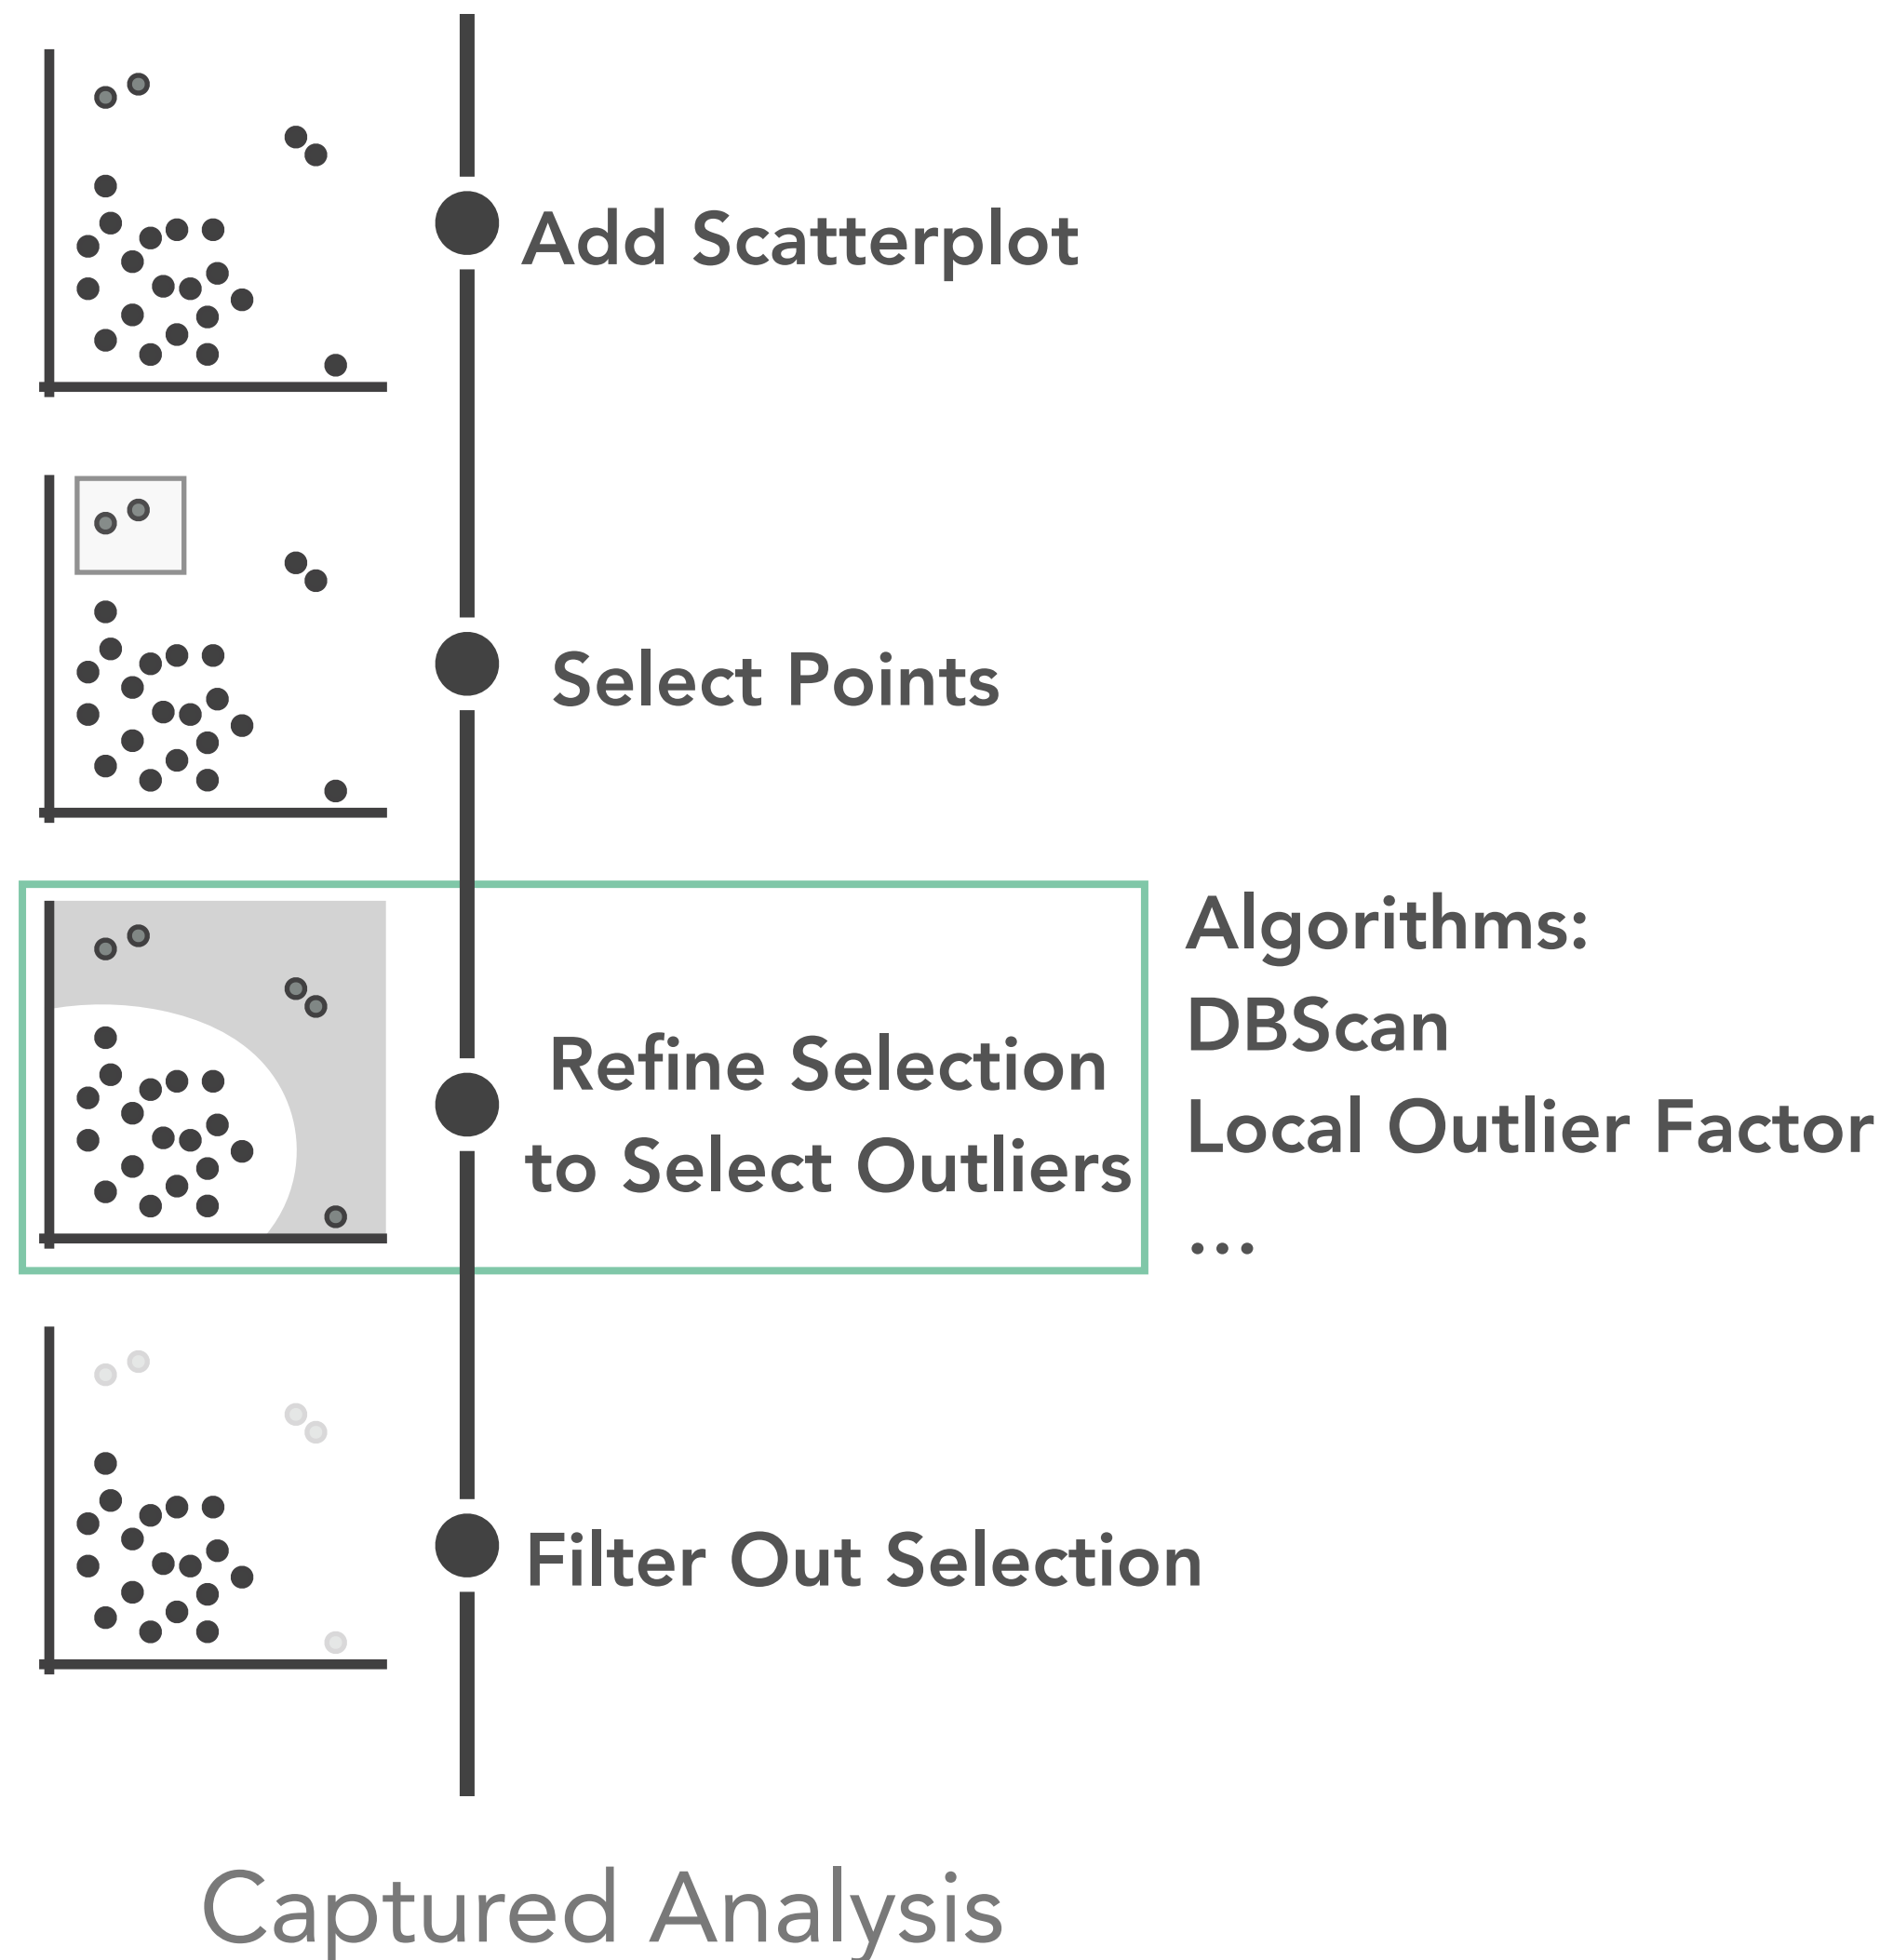 Add Scatterplot
Select Points
Refine Selection
to Select Outliers
Algorithms:
DBScan
Local Outlier Factor
...
Filter Out Selection
Captured Analysis